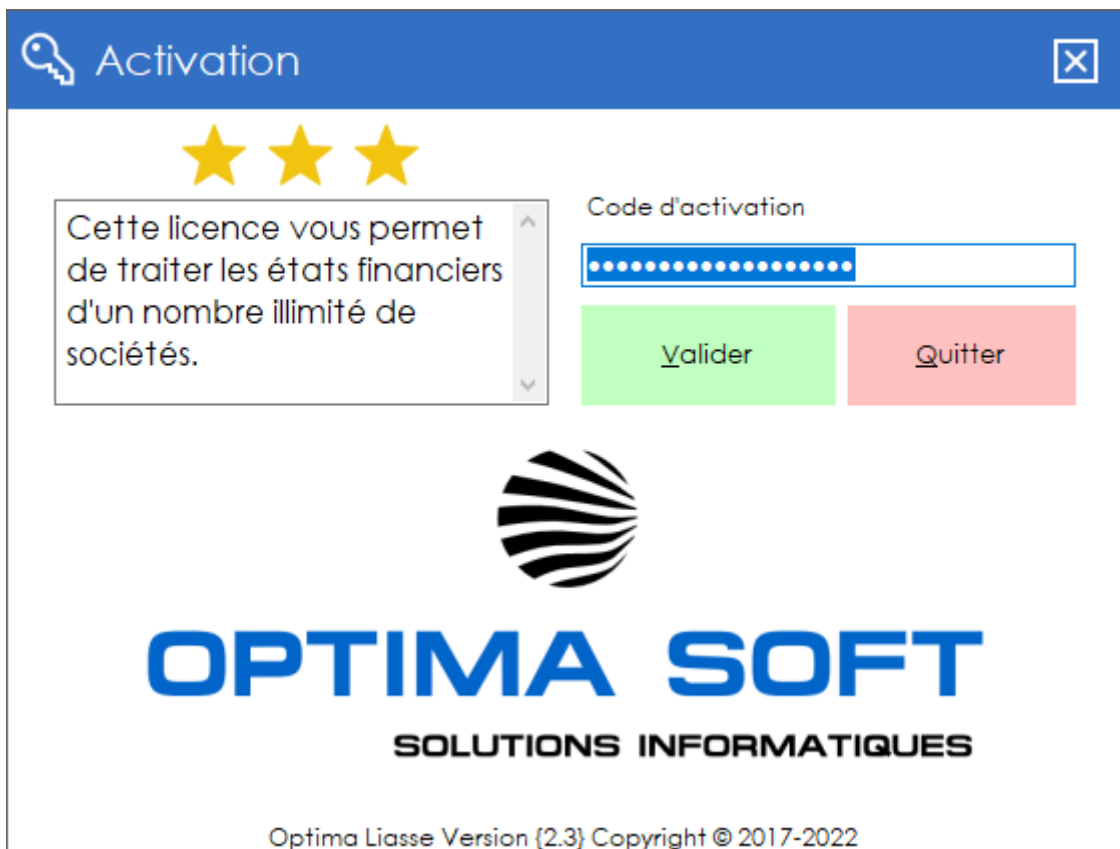 Activation
Cette licence vous permet
de traiter les états financiers
d'un nombre illimité de
sociétés.
Code d'activation
•••••••••••••••••••
Valider
Quitter
OPTIMA SOFT
SOLUTIONS INFORMATIQUES
Optima Liasse Version {2.3} Copyright © 2017-2022